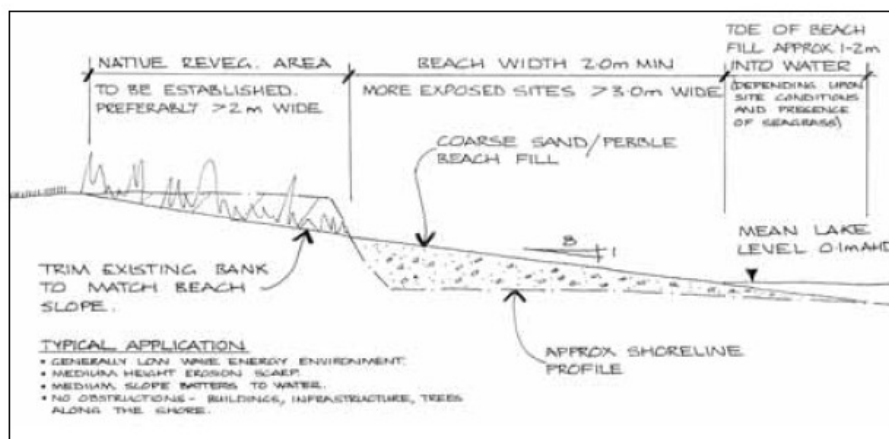 NATIVE REVEG. AREA
TO BE ESTABLISHED.
PREFERABLY >2m WIDE
BEACH WIDTH 2.0m MIN
MORE EXPOSED SITES >3.0m WIDE
TOE OF BEACH
FILL APPROX 1-2m
INTO WATER
(DEPENDING UPON
SITE CONDITIONS
AND PRESENCE
OF SEAGRASS)
COARSE SAND/PEBBLE
BEACH FILL
8
1
MEAN LAKE
LEVEL 0.1m AHD
TRIM EXISTING BANK
TO MATCH BEACH
SLOPE.
APPROX SHORELINE
PROFILE
TYPICAL APPLICATION
• GENERALLY LOW WAVE ENERGY ENVIRONMENT.
• MEDIUM HEIGHT EROSION SCARP.
• MEDIUM SLOPE BATTERS TO WATER.
• NO OBSTRUCTIONS - BUILDINGS, INFRASTRUCTURE, TREES
ALONG THE SHORE.